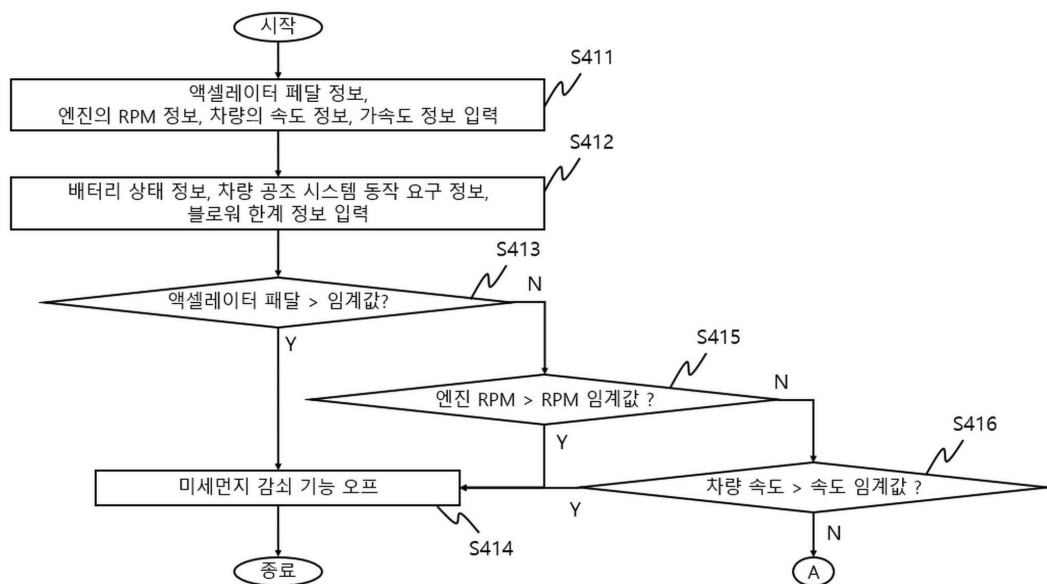 시작
S411
액셀레이터 페달 정보,
엔진의 RPM 정보, 차량의 속도 정보, 가속도 정보 입력
S412
배터리 상태 정보, 차량 공조 시스템 동작 요구 정보,
블로워 한계 정보 입력
S413
액셀레이터 패달 > 임계값?
N
Y
S415
엔진 RPM > RPM 임계값 ?
N
Y
S416
차량 속도 > 속도 임계값 ?
Y
N
미세먼지 감쇠 기능 오프
S414
종료
A